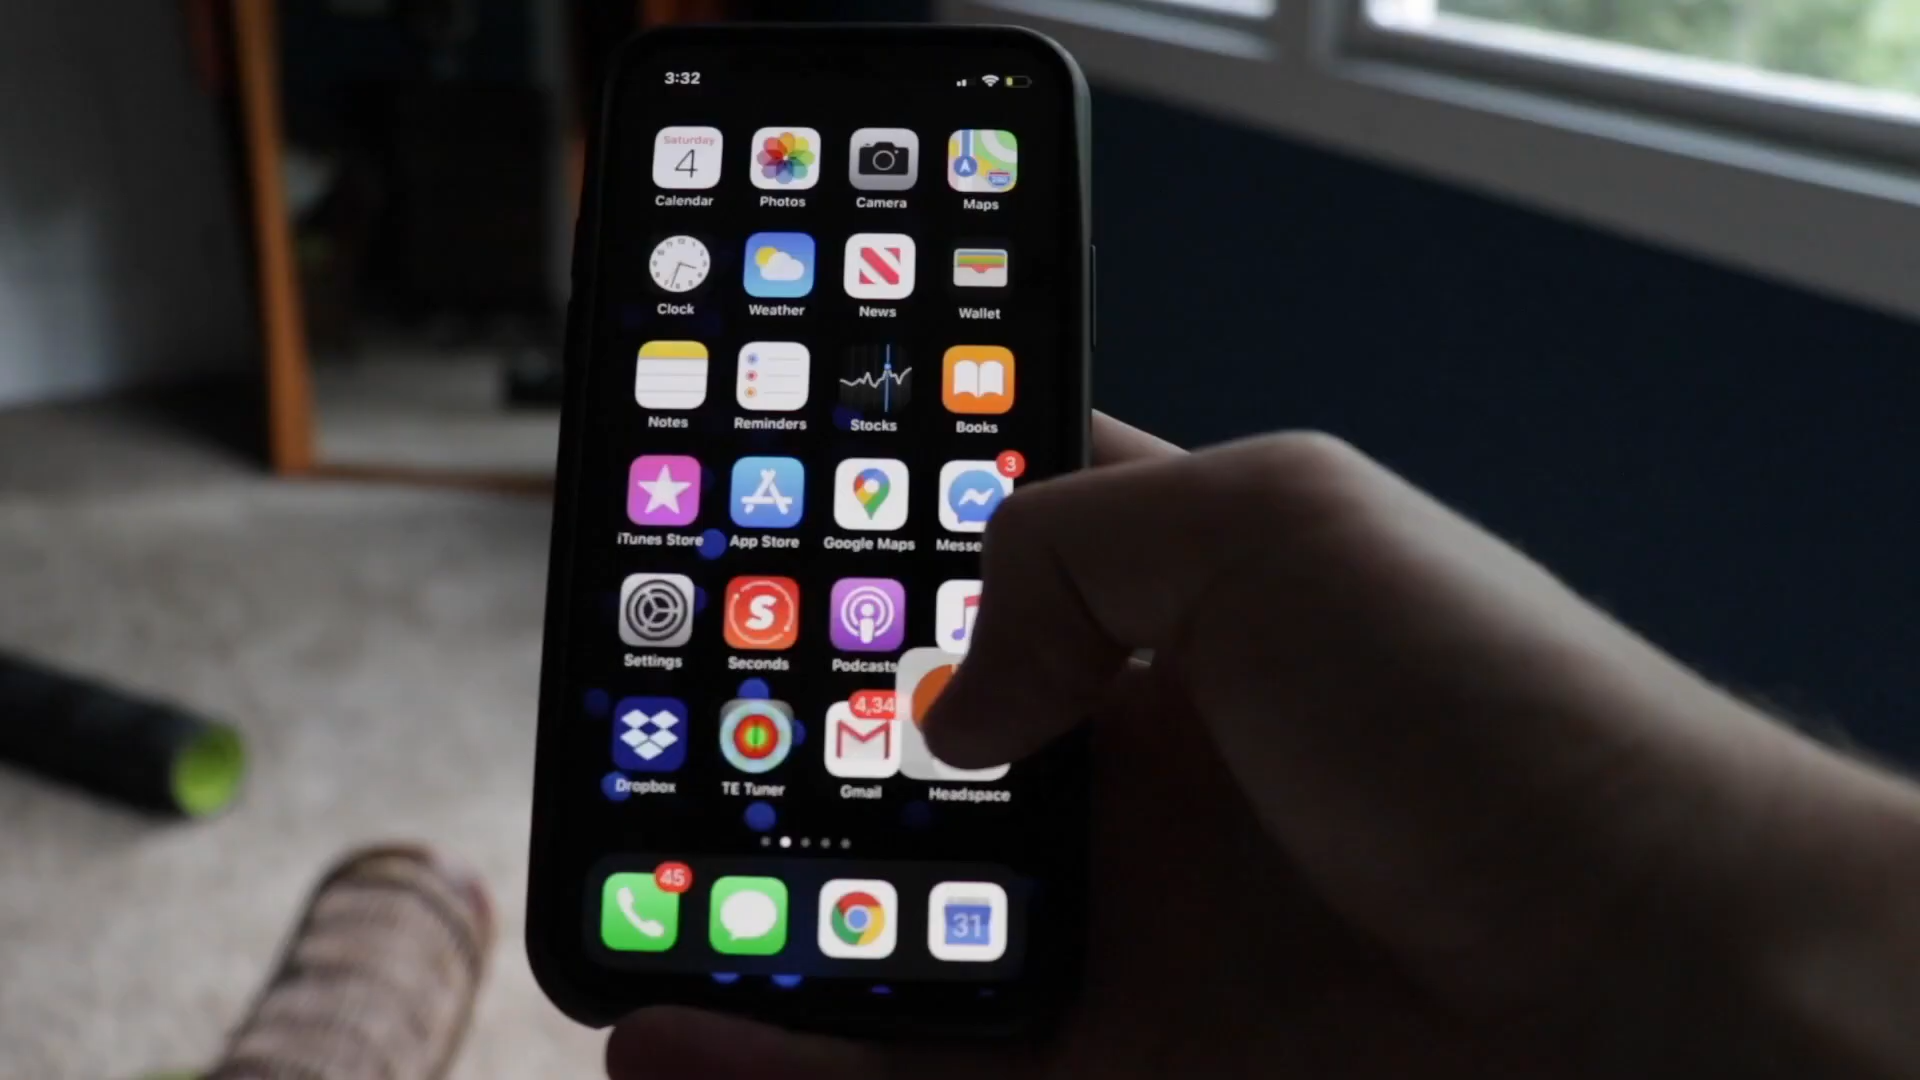 3:32
Saturday
4
Calendar Photos Camera Maps
Clock Weather News Wallet
Notes Reminders Stocks Books
3
iTunes Store App Store Google Maps Messe
S
Settings Seconds Podcasts
4,34
Dropbox TE Tuner Gmail Headspace
45
31